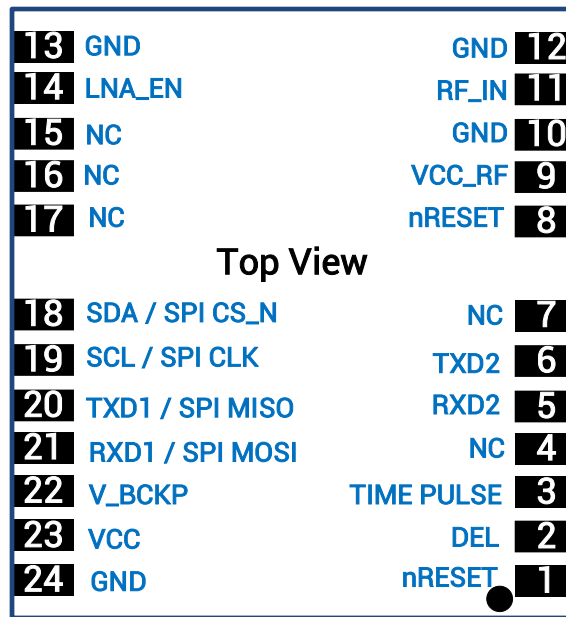 13 GND GND 12
14 LNA_EN RF_IN 11
15 NC GND 10
16 NC VCC_RF 9
17 NC nRESET 8
Top View
18 SDA / SPI CS_N NC 7
19 SCL / SPI CLK TXD2 6
20 TXD1 / SPI MISO RXD2 5
21 RXD1 / SPI MOSI NC 4
22 V_BCKP TIME PULSE 3
23 VCC DEL 2
24 GND nRESET 1